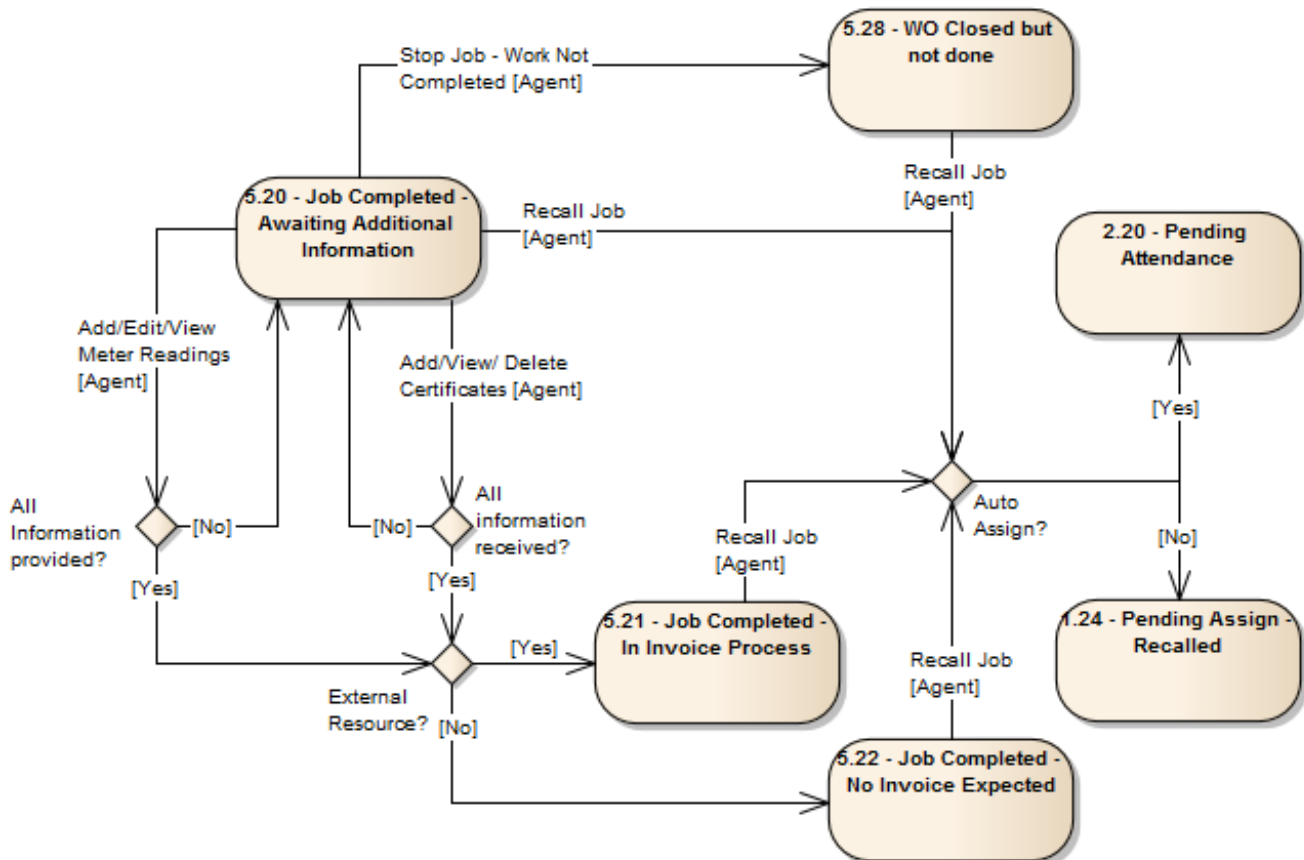 5.28 - WO Closed but
not done
Stop Job - Work Not
Completed [Agent]
Recall Job
[Agent]
5.20 - Job Completed -
Awaiting Additional
Information
Recall Job
[Agent]
2.20 - Pending
Attendance
Add/Edit/View
Meter Readings
[Agent]
Add/View/ Delete
Certificates [Agent]
[Yes]
All
Information
provided?
[No]
[No]
All
information
received?
Auto
Assign?
Recall Job
[Agent]
[No]
[Yes]
[Yes]
5.21 - Job Completed -
In Invoice Process
1.24 - Pending Assign -
Recalled
[Yes]
Recall Job
[Agent]
External
Resource?
[No]
5.22 - Job Completed -
No Invoice Expected